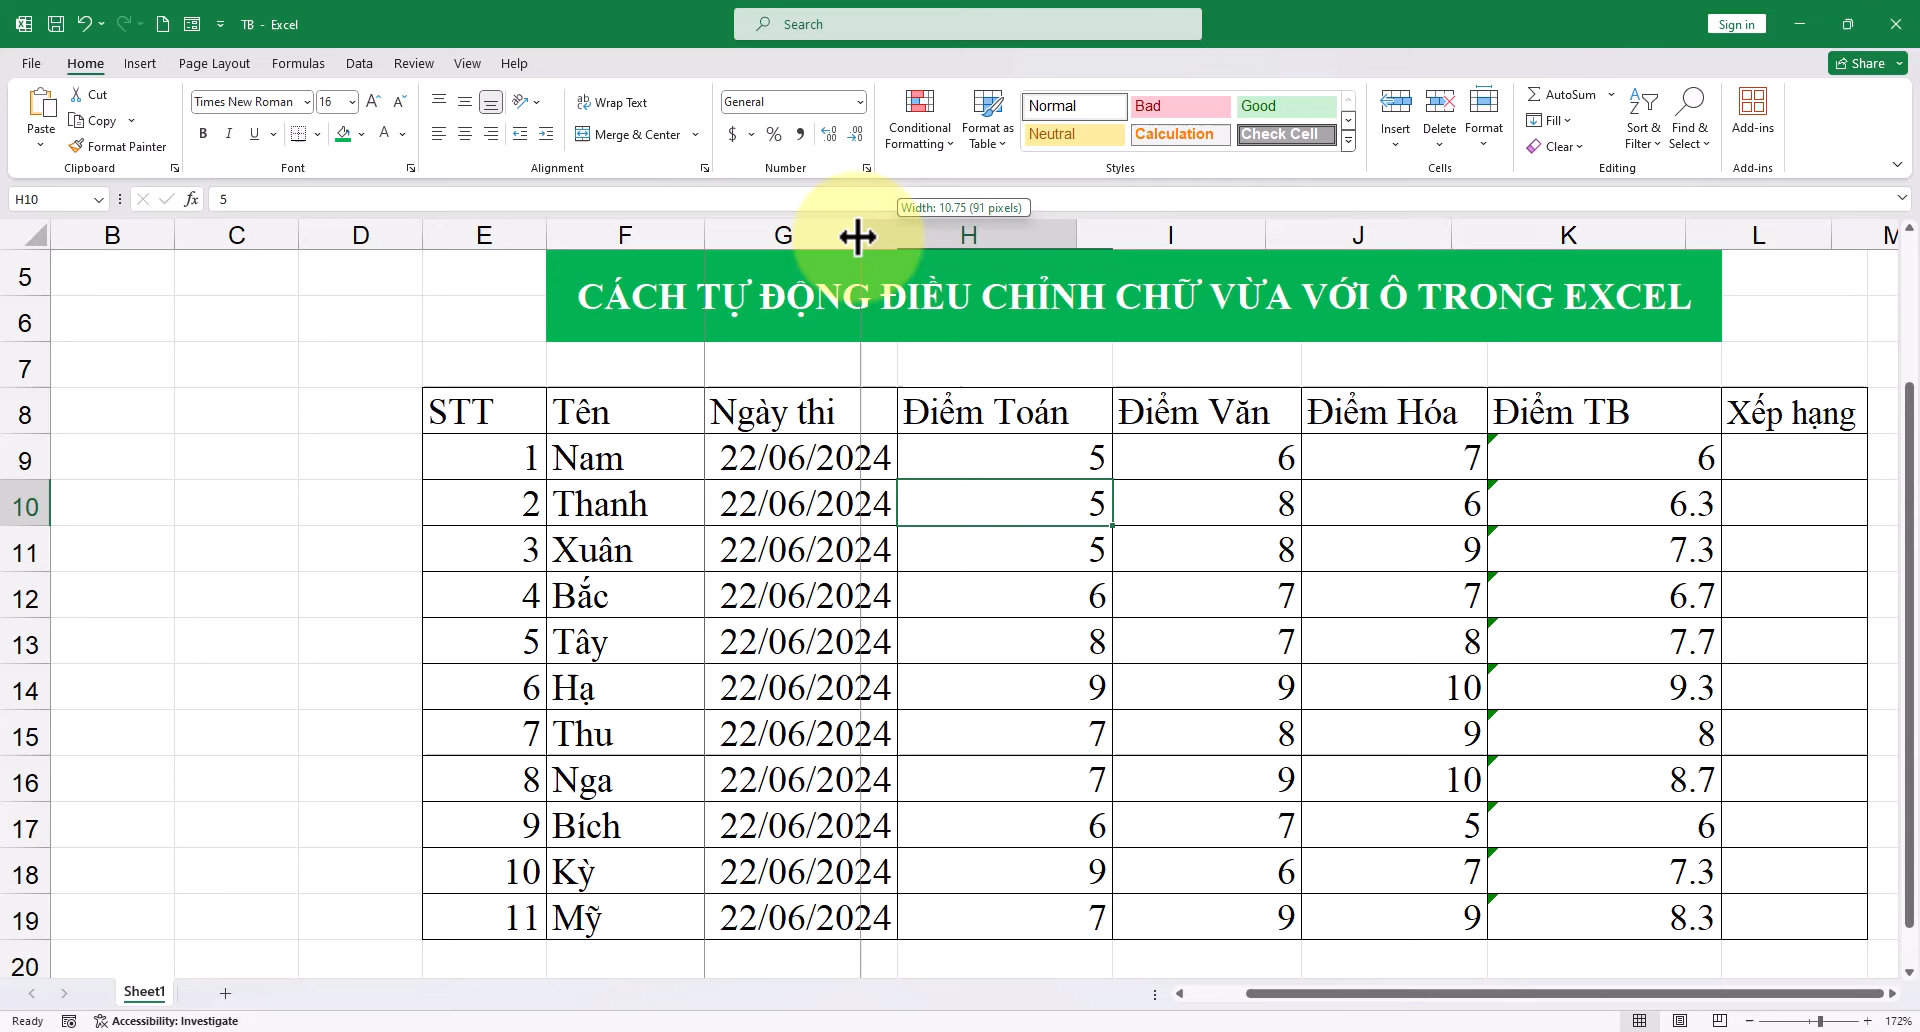 TB - Excel
Search
Sign in
File Home Insert Page Layout Formulas Data Review View Help
Share
Paste
Cut
Copy
Format Painter
Clipboard
Times New Roman 16
B I U
Font
Wrap Text
Merge & Center
Alignment
General
$ %
Number
Conditional Formatting
Format as Table
Normal Bad Good
Neutral Calculation Check Cell
Styles
Insert Delete Format
Cells
AutoSum
Fill
Clear
Sort & Filter
Find & Select
Editing
Add-ins
Add-ins
H10 fx 5
Width: 10.75 (91 pixels)
B C D E F G H I J K L M
5
CÁCH TỰ ĐỘNG ĐIỀU CHỈNH CHỮ VỪA VỚI Ô TRONG EXCEL
6
7
8 STT Tên Ngày thi Điểm Toán Điểm Văn Điểm Hóa Điểm TB Xếp hạng
9 1 Nam 22/06/2024 5 6 7 6
10 2 Thanh 22/06/2024 5 8 6 6.3
11 3 Xuân 22/06/2024 5 8 9 7.3
12 4 Bắc 22/06/2024 6 7 7 6.7
13 5 Tây 22/06/2024 8 7 8 7.7
14 6 Hạ 22/06/2024 9 9 10 9.3
15 7 Thu 22/06/2024 7 8 9 8
16 8 Nga 22/06/2024 7 9 10 8.7
17 9 Bích 22/06/2024 6 7 5 6
18 10 Kỳ 22/06/2024 9 6 7 7.3
19 11 Mỹ 22/06/2024 7 9 9 8.3
20
Sheet1
Ready Accessibility: Investigate 172%